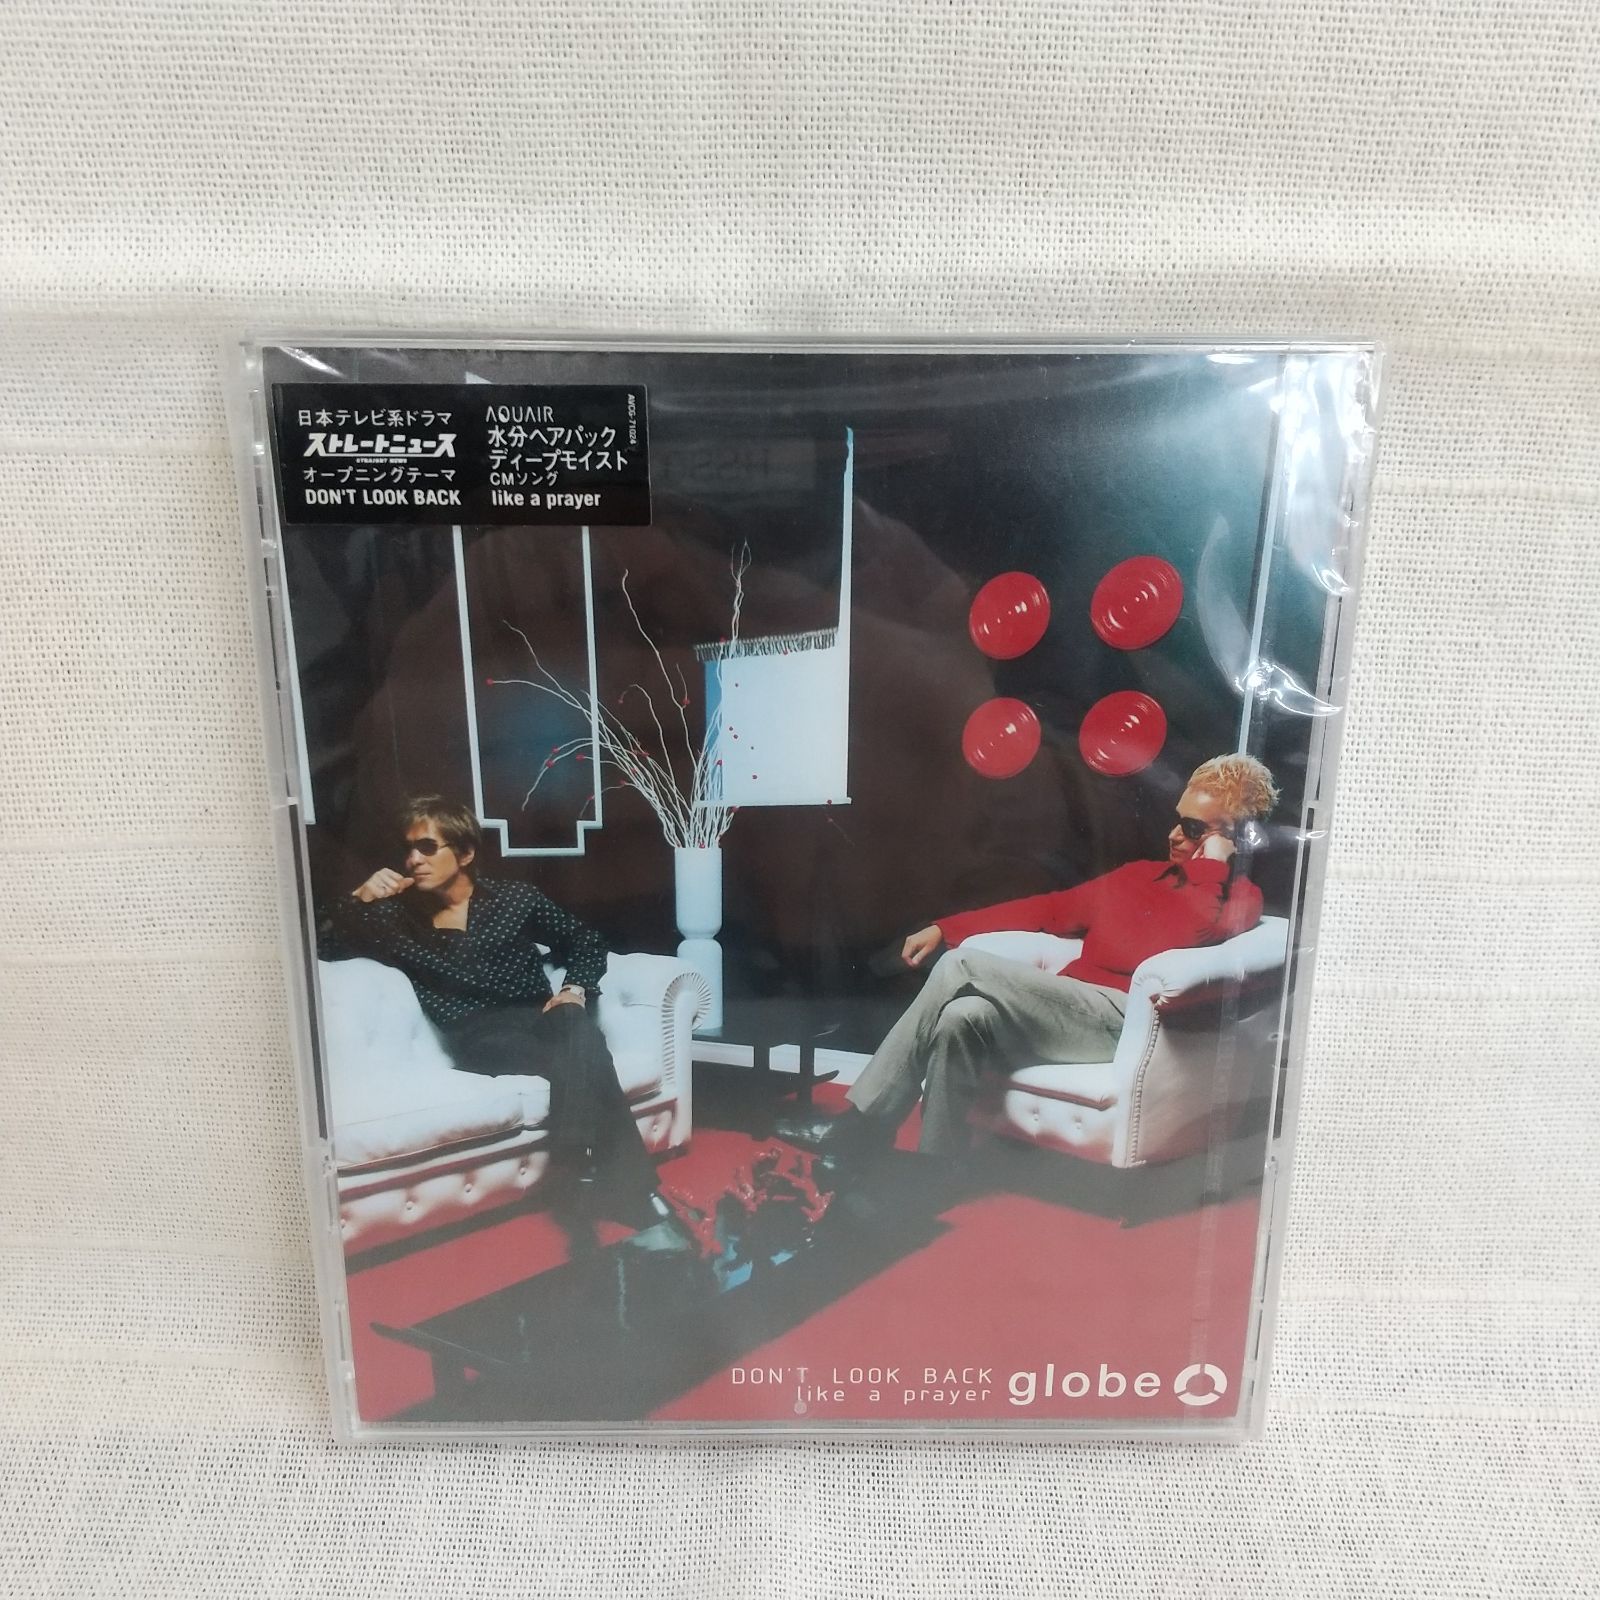 日本テレビ系ドラマ
ストレートニュース
STRAIGHT NEWS
オープニングテーマ
DON'T LOOK BACK
AQUAIR
水分ヘアパック
ディープモイスト
CMソング
like a prayer
AVCG-71024
DON'T LOOK BACK
like a prayer
globe